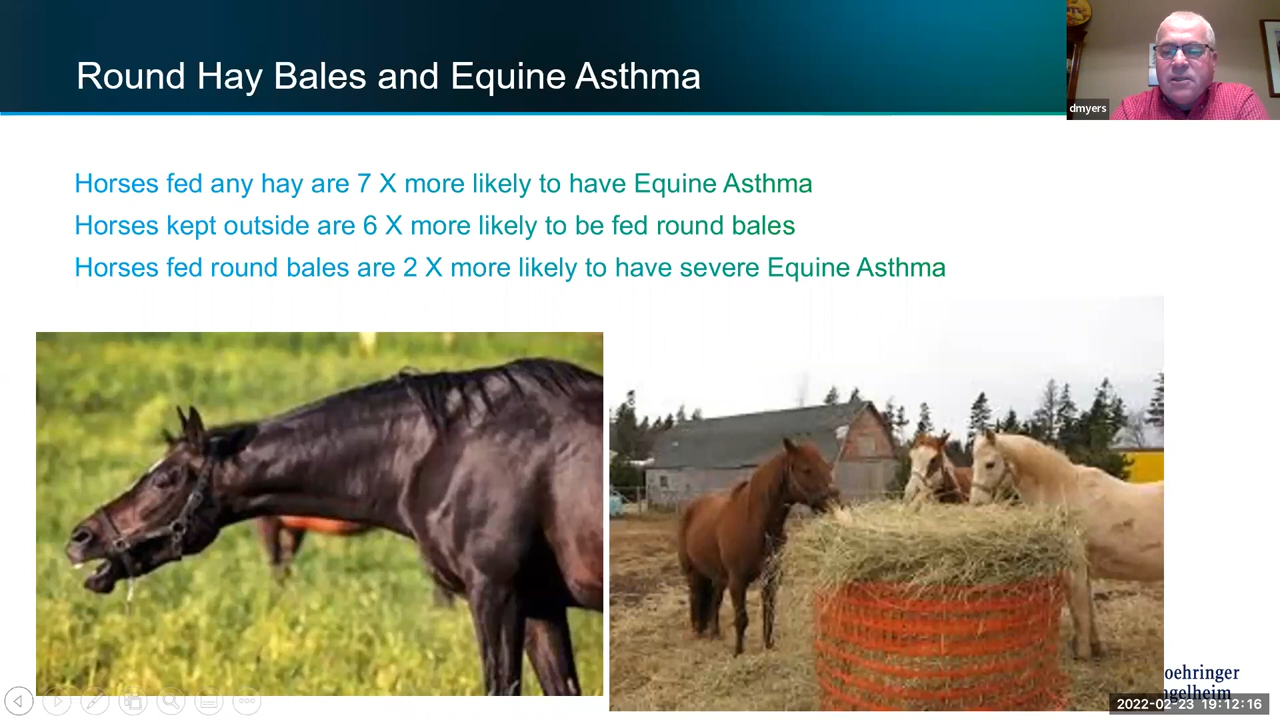 Round Hay Bales and Equine Asthma
dmyers
Horses fed any hay are 7 X more likely to have Equine Asthma
Horses kept outside are 6 X more likely to be fed round bales
Horses fed round bales are 2 X more likely to have severe Equine Asthma
oehringer
ngelheim
2022-02-23 19:12:16